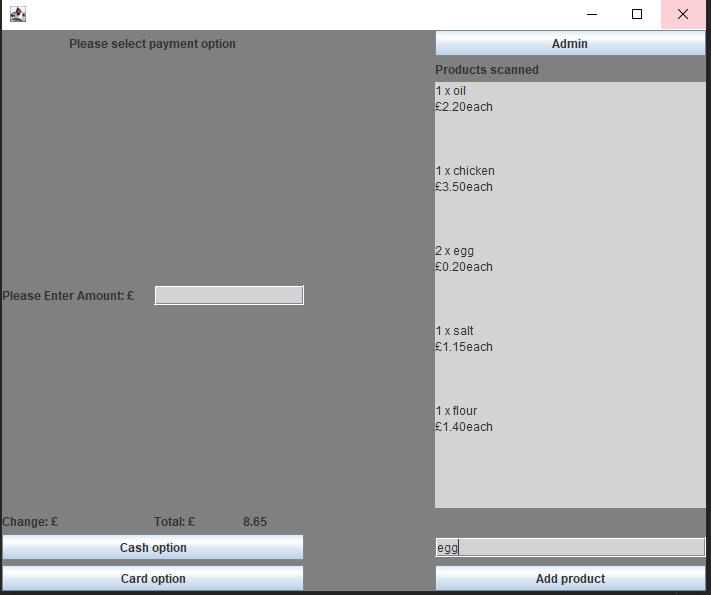 Please select payment option
Admin
Products scanned
1 x oil
£2.20each
1 x chicken
£3.50each
2 x egg
£0.20each
1 x salt
£1.15each
1 x flour
£1.40each
Please Enter Amount: £
Change: £ Total: £ 8.65
egg
Cash option
Card option
Add product